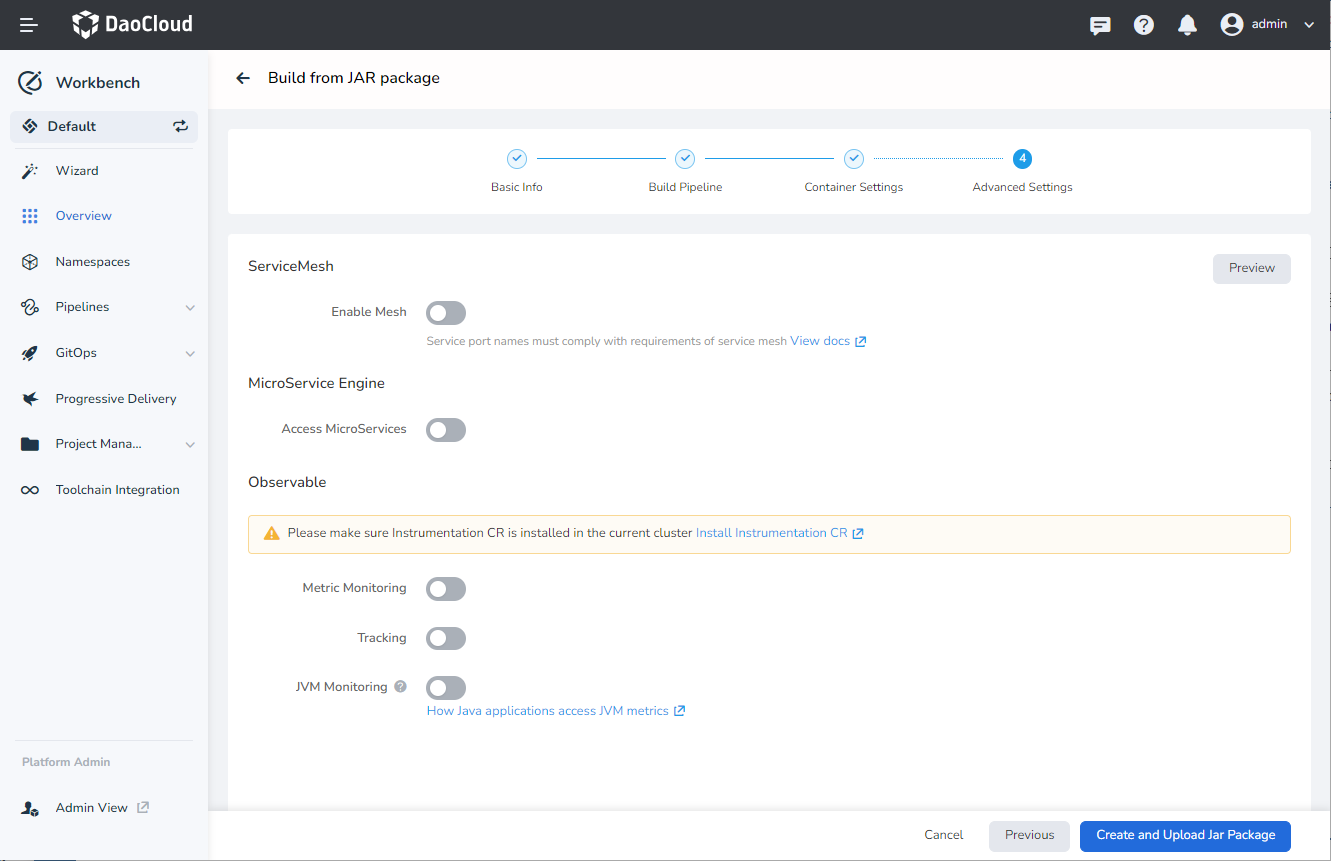 DaoCloud
admin
Workbench
Default
Wizard
Overview
Namespaces
Pipelines
GitOps
Progressive Delivery
Project Mana...
Toolchain Integration
Platform Admin
Admin View
Build from JAR package
Basic Info
Build Pipeline
Container Settings
4
Advanced Settings
ServiceMesh
Preview
Enable Mesh
Service port names must comply with requirements of service mesh View docs
MicroService Engine
Access MicroServices
Observable
Please make sure Instrumentation CR is installed in the current cluster Install Instrumentation CR
Metric Monitoring
Tracking
JVM Monitoring ?
How Java applications access JVM metrics
Cancel
Previous
Create and Upload Jar Package